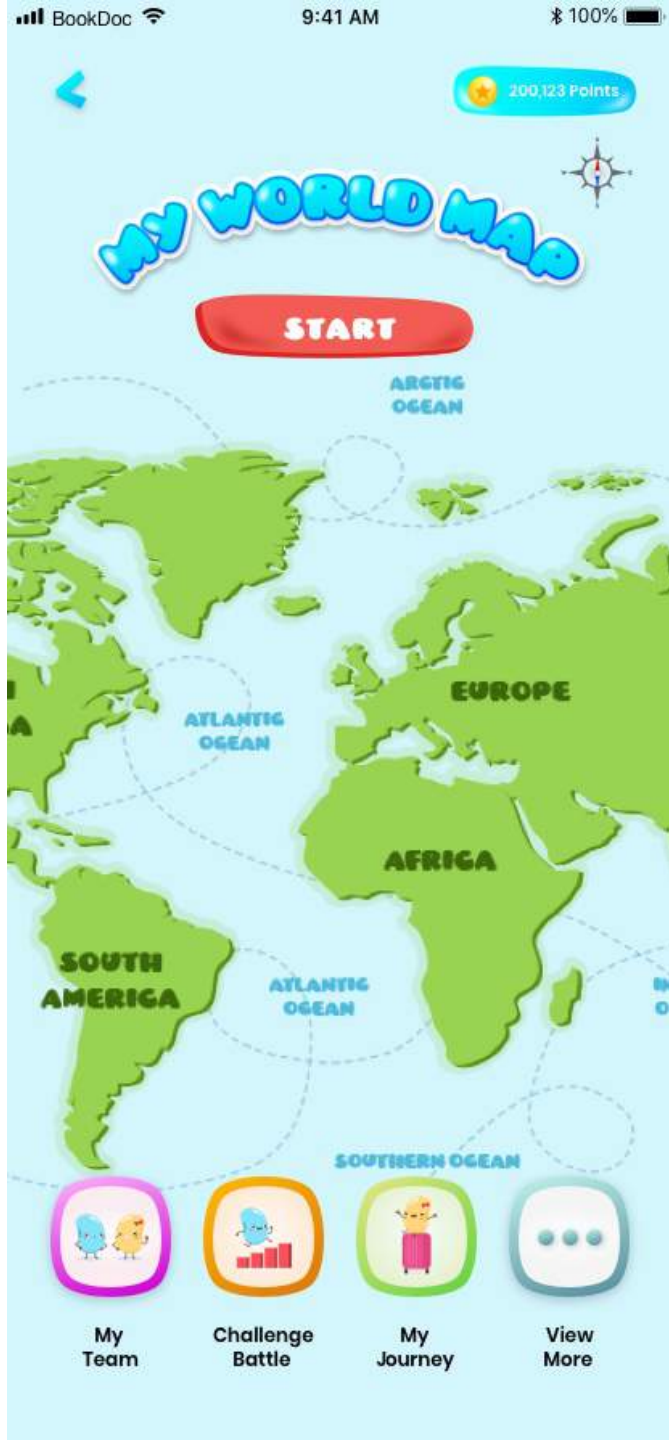 BookDoc 9:41 AM 100%
200,123 Points
MY WORLD MAP
START
ARCTIC
OCEAN
EUROPE
ATLANTIC
OCEAN
A
AFRICA
SOUTH
AMERICA
ATLANTIC
OCEAN
SOUTHERN OCEAN
My
Team
Challenge
Battle
My
Journey
View
More